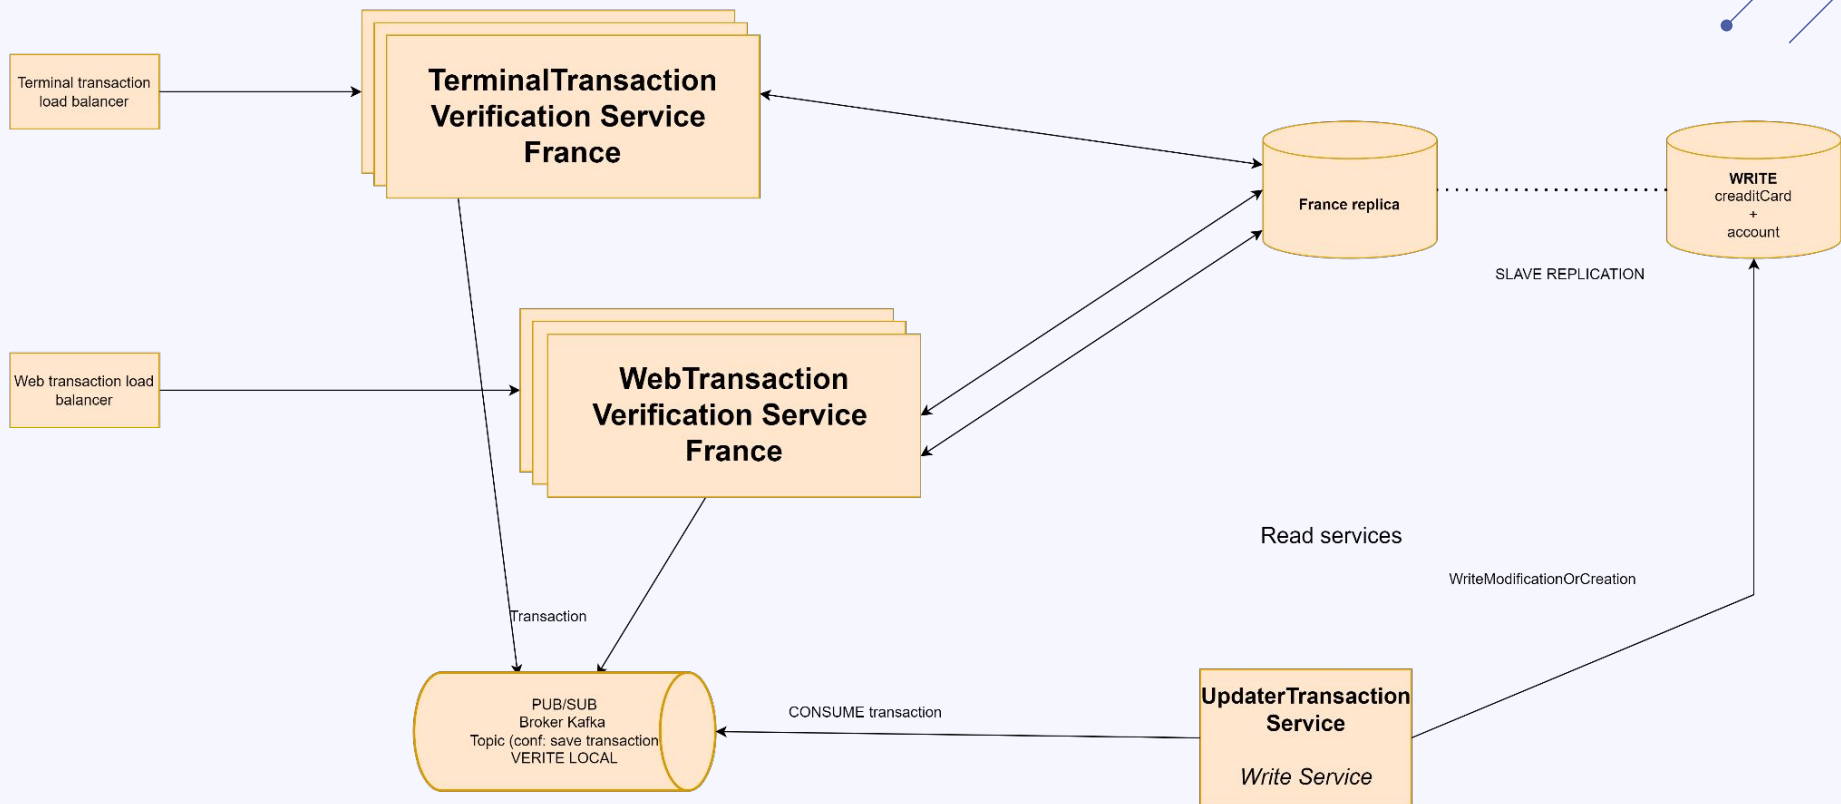 Terminal transaction
load balancer
TerminalTransaction
Verification Service
France
France replica
WRITE
creaditCard
+
account
SLAVE REPLICATION
Web transaction load
balancer
WebTransaction
Verification Service
France
Read services
WriteModificationOrCreation
Transaction
PUB/SUB
Broker Kafka
Topic (conf: save transaction
VERITE LOCAL
CONSUME transaction
UpdaterTransaction
Service
Write Service